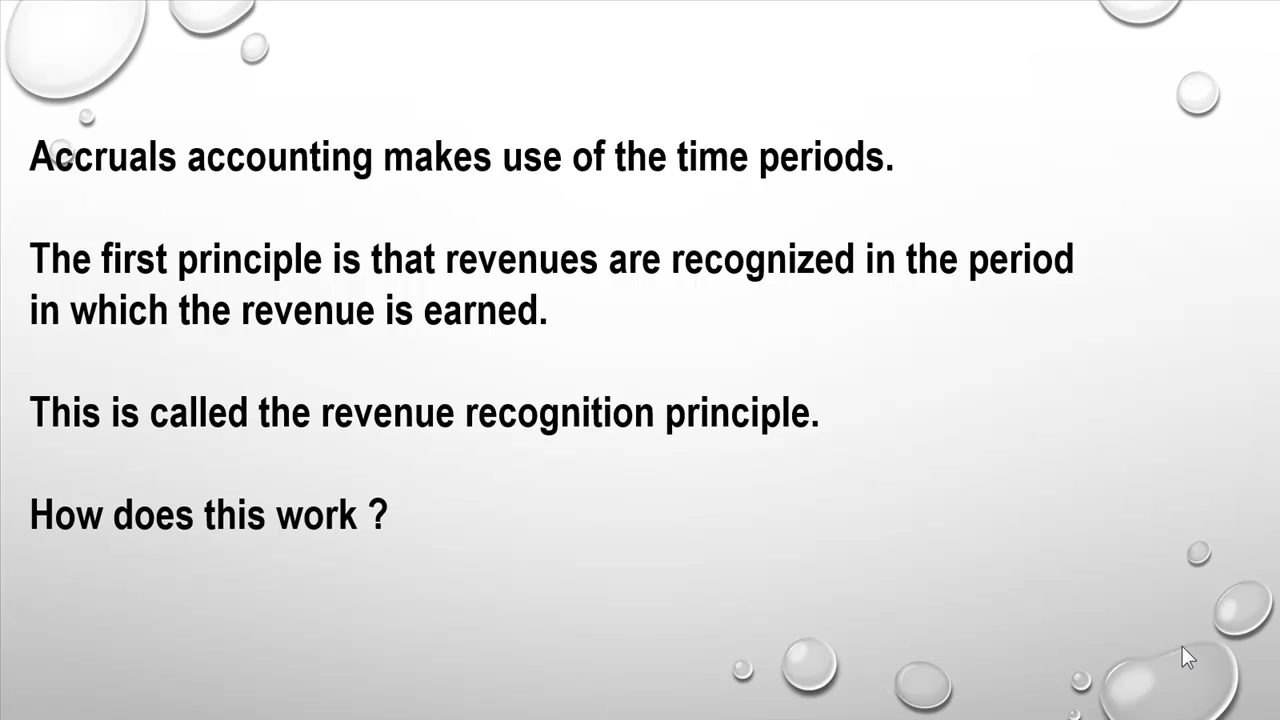 Accruals accounting makes use of the time periods.
The first principle is that revenues are recognized in the period
in which the revenue is earned.
This is called the revenue recognition principle.
How does this work ?